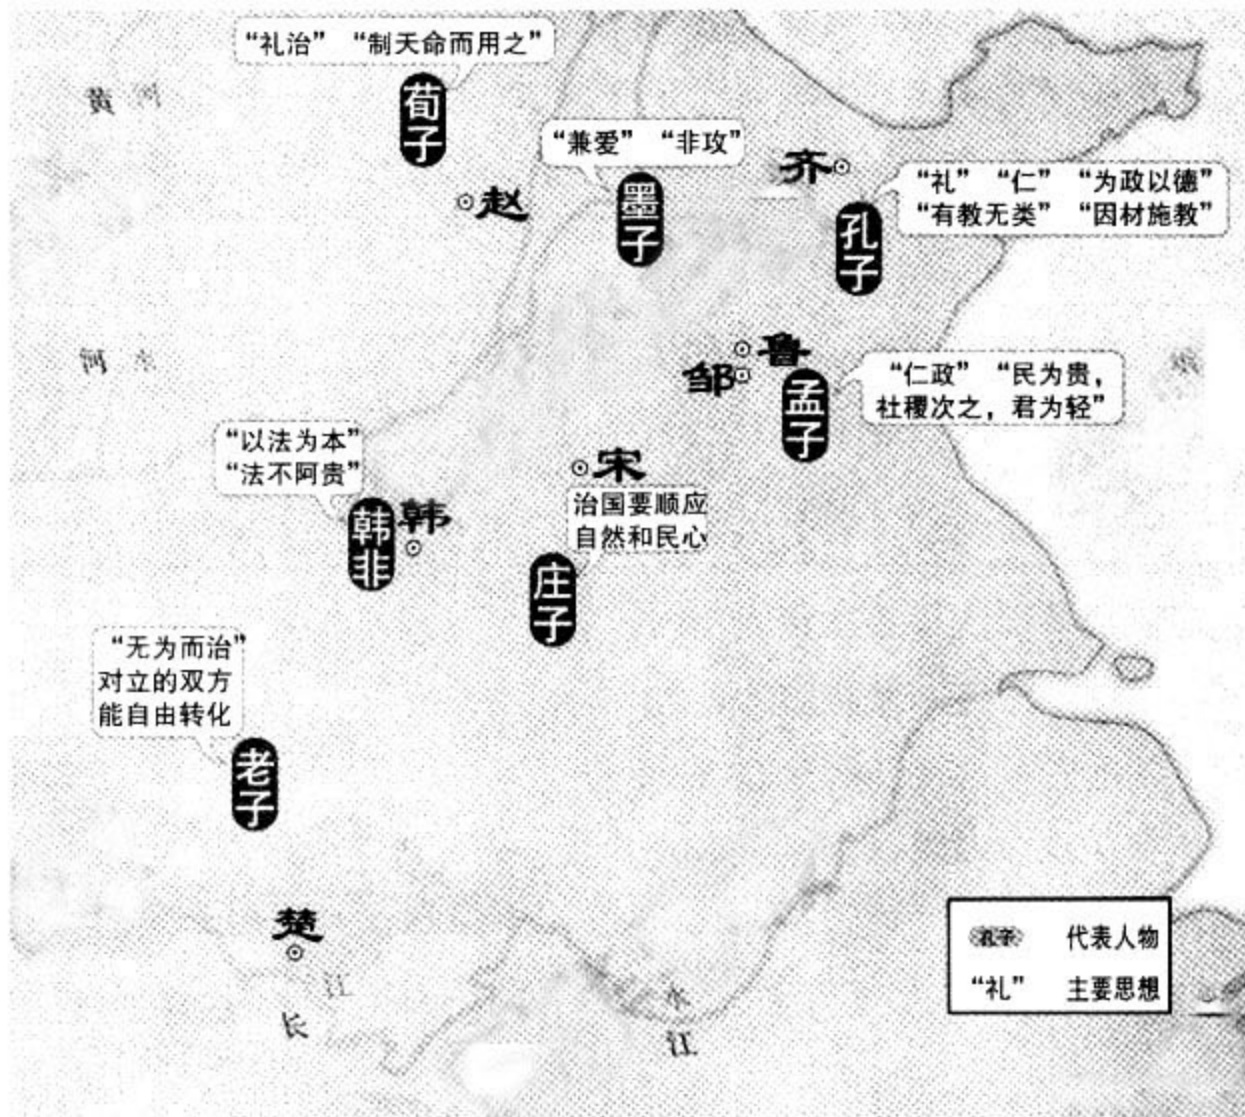 “礼治” “制天命而用之”
荀子
黄河
“兼爱” “非攻”
墨子
齐
赵
“礼” “仁” “为政以德”
“有教无类” “因材施教”
孔子
鲁
邹
河水
“仁政” “民为贵，
社稷次之，君为轻”
孟子
“以法为本”
“法不阿贵”
韩非
韩
宋
治国要顺应
自然和民心
庄子
“无为而治”
对立的双方
能自由转化
老子
楚
江
长
水
江
孔子 代表人物
“礼” 主要思想